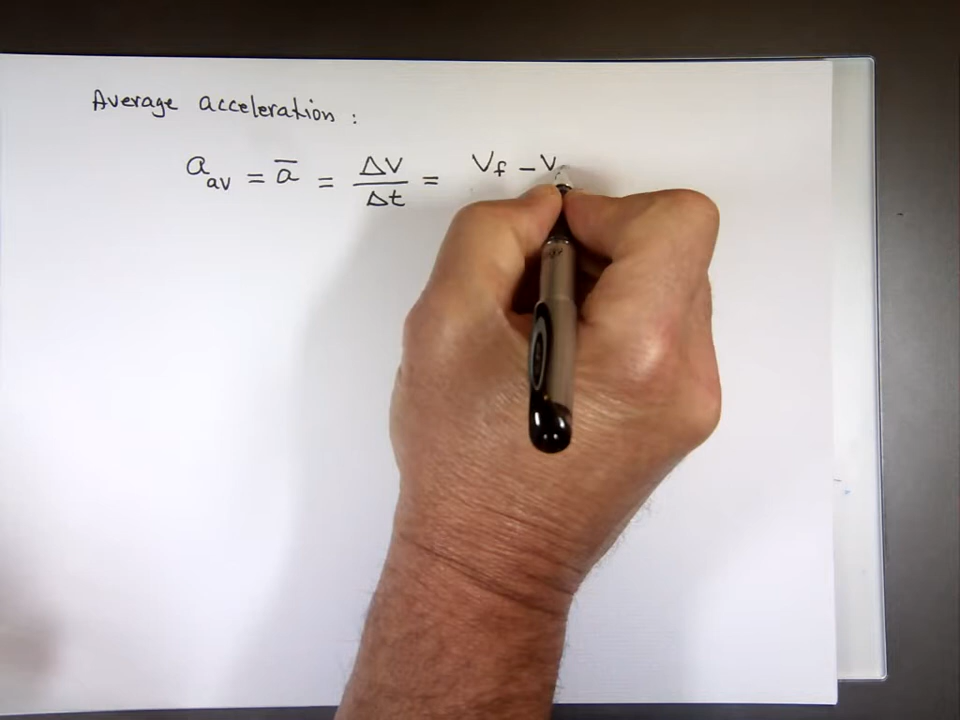 Average acceleration :
a_av = a̅ = ΔV/Δt = V_f − V